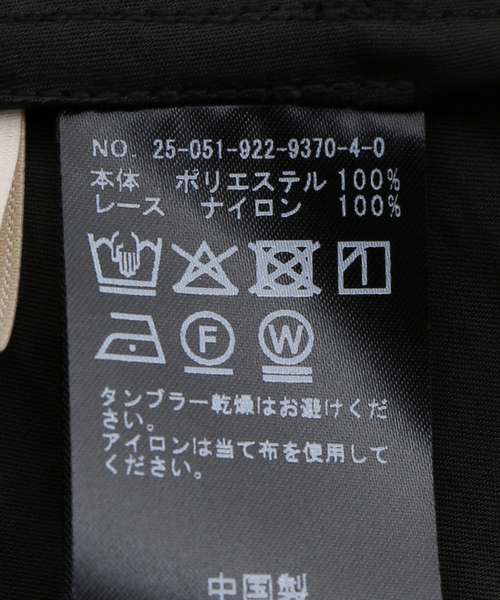 NO. 25-051-922-9370-4-0
本体 ポリエステル 100%
レース ナイロン 100%
F
W
タンブラー乾燥はお避けくだ
さい。
アイロンは当て布を使用して
ください。
中国製